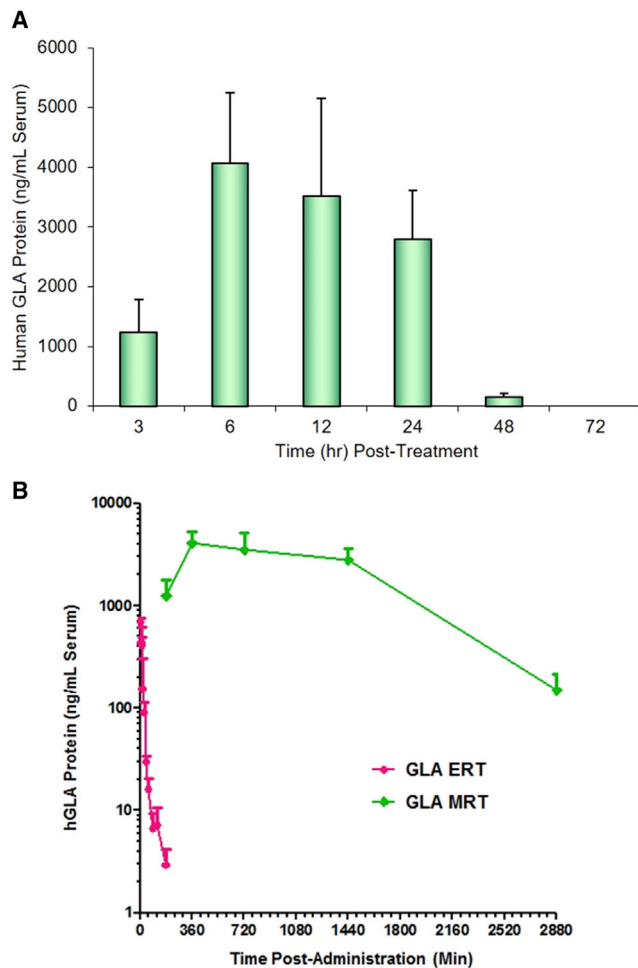 A
Human GLA Protein (ng/mL Serum)
6000
5000
4000
3000
2000
1000
0
3 6 12 24 48 72
Time (hr) Post-Treatment
B
hGLA Protein (ng/mL Serum)
10000
1000
100
10
1
GLA ERT
GLA MRT
0 360 720 1080 1440 1800 2160 2520 2880
Time Post-Administration (Min)